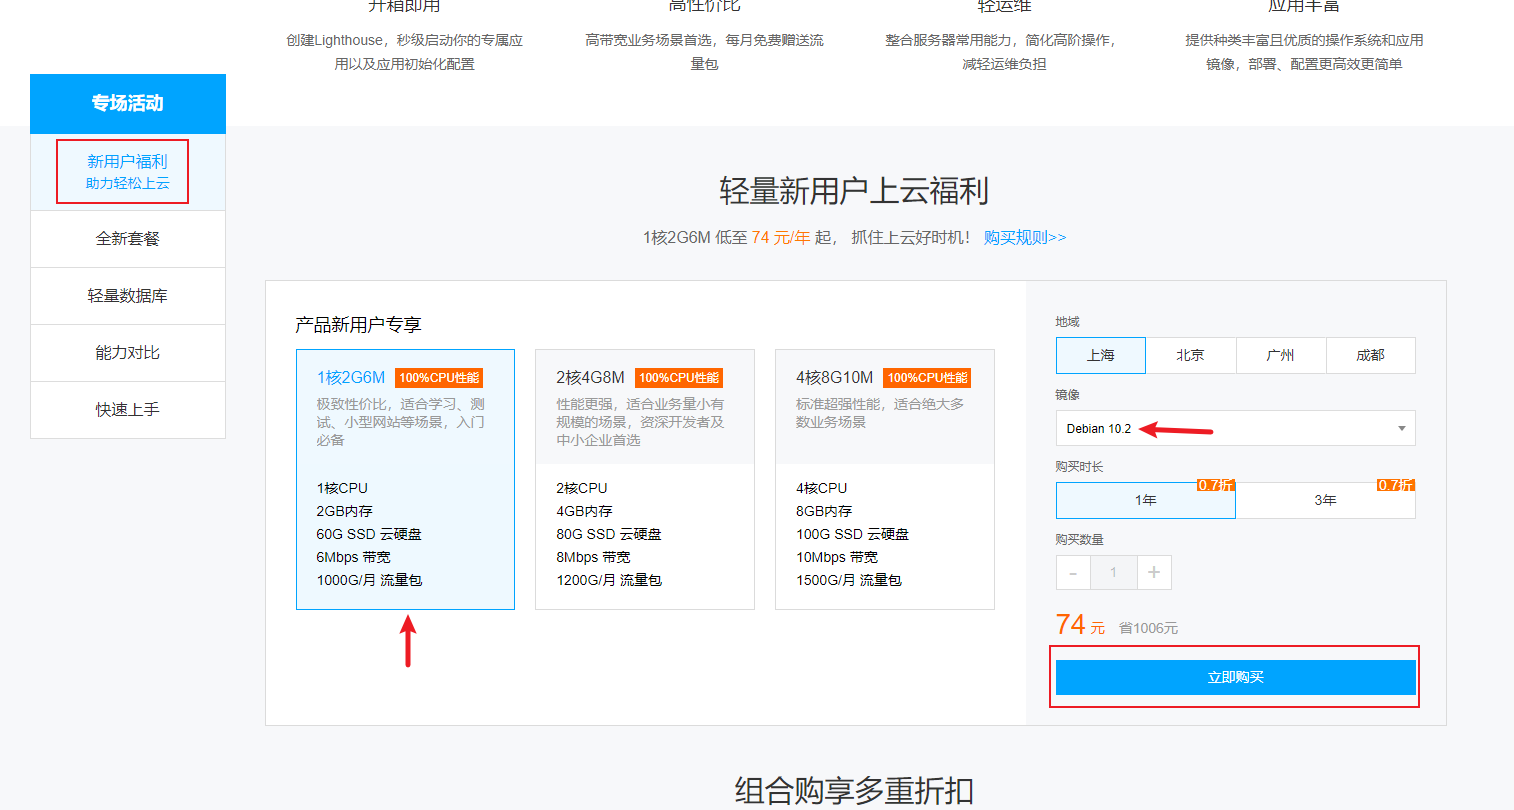 开箱即用
高性价比
轻运维
应用丰富
创建Lighthouse，秒级启动你的专属应
用以及应用初始化配置
高带宽业务场景首选，每月免费赠送流
量包
整合服务器常用能力，简化高阶操作，
减轻运维负担
提供种类丰富且优质的操作系统和应用
镜像，部署、配置更高效更简单
专场活动
新用户福利
助力轻松上云
全新套餐
轻量数据库
能力对比
快速上手
轻量新用户上云福利
1核2G6M 低至 74 元/年 起， 抓住上云好时机！ 购买规则>>
产品新用户专享
1核2G6M 100%CPU性能
极致性价比，适合学习、测
试、小型网站等场景，入门
必备
1核CPU
2GB内存
60G SSD 云硬盘
6Mbps 带宽
1000G/月 流量包
2核4G8M 100%CPU性能
性能更强，适合业务量小有
规模的场景，资深开发者及
中小企业首选
2核CPU
4GB内存
80G SSD 云硬盘
8Mbps 带宽
1200G/月 流量包
4核8G10M 100%CPU性能
标准超强性能，适合绝大多
数业务场景
4核CPU
8GB内存
100G SSD 云硬盘
10Mbps 带宽
1500G/月 流量包
地域
上海 北京 广州 成都
镜像
Debian 10.2
购买时长
0.7折 0.7折
1年 3年
购买数量
- 1 +
74 元 省1006元
立即购买
组合购享多重折扣